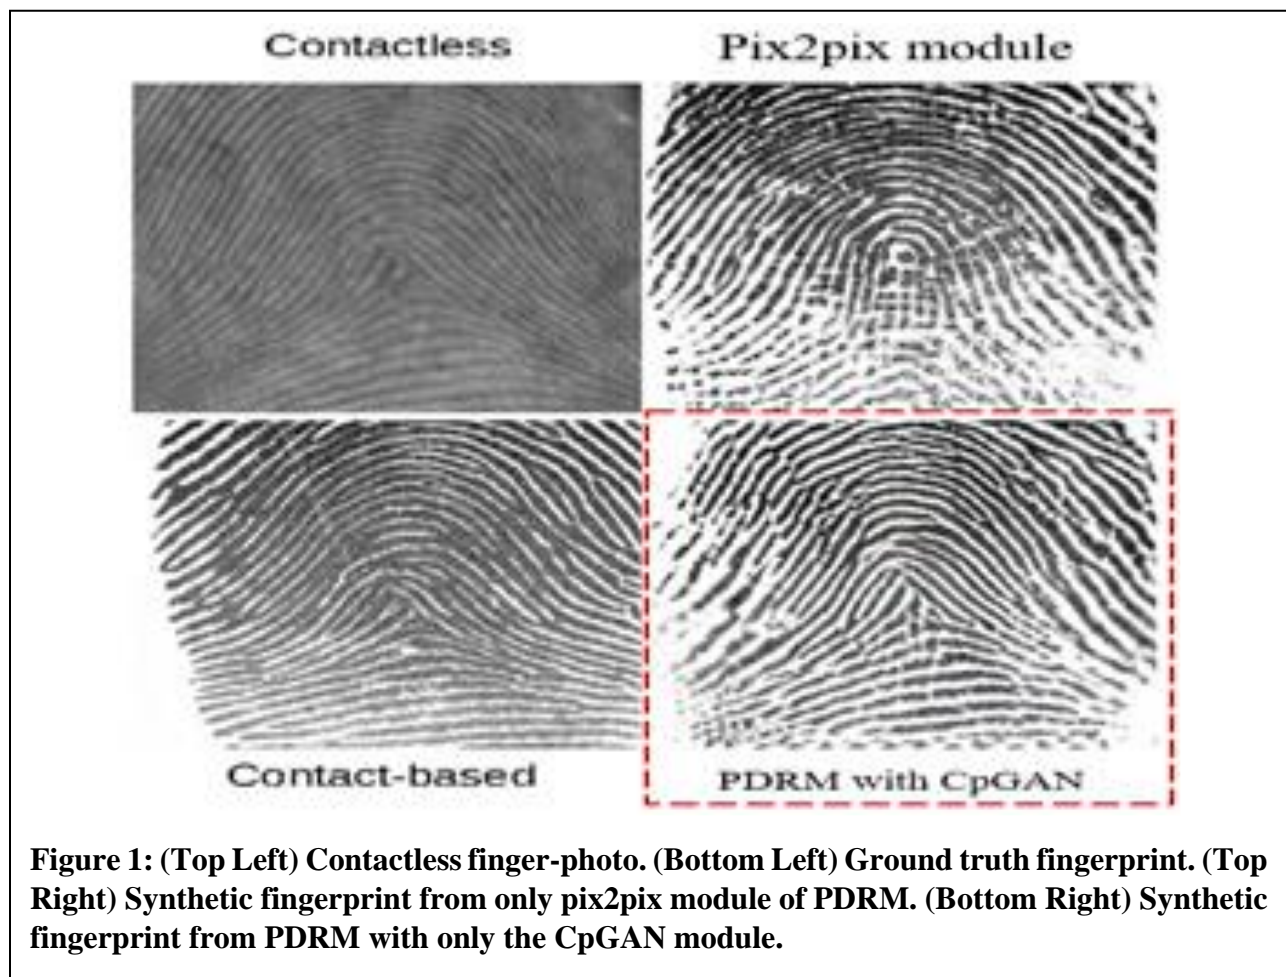 Contactless
Pix2pix module
Contact-based
PDRM with CpGAN
Figure 1: (Top Left) Contactless finger-photo. (Bottom Left) Ground truth fingerprint. (Top
Right) Synthetic fingerprint from only pix2pix module of PDRM. (Bottom Right) Synthetic
fingerprint from PDRM with only the CpGAN module.